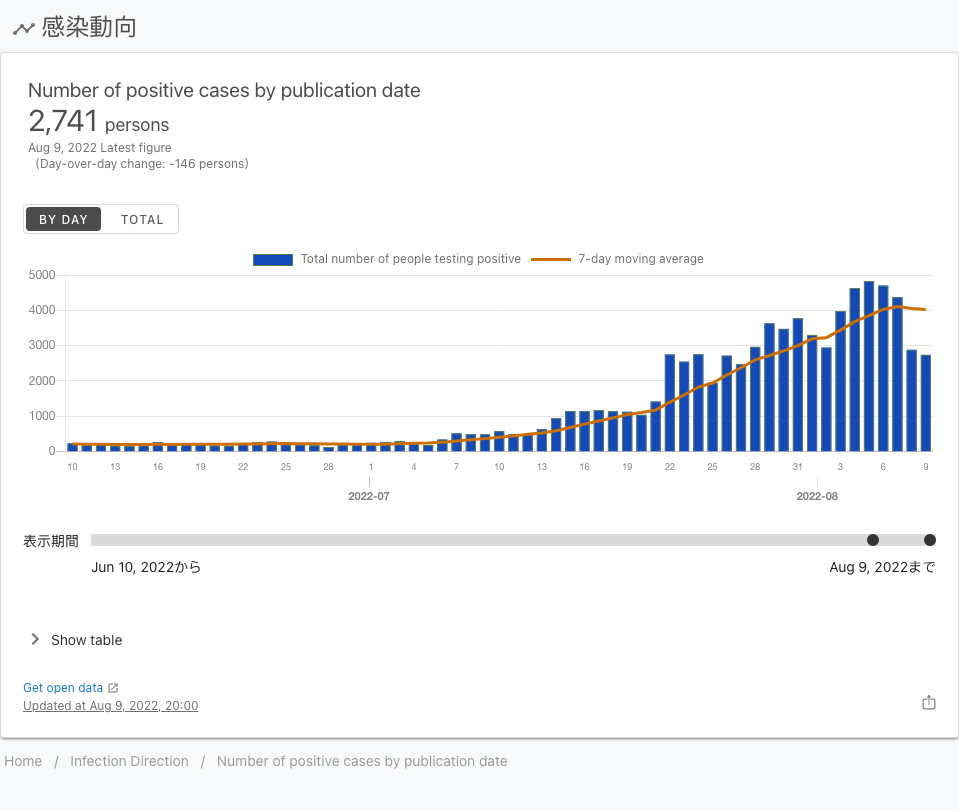 感染動向
Number of positive cases by publication date
2,741 persons
Aug 9, 2022 Latest figure
(Day-over-day change: -146 persons)
BY DAY TOTAL
Total number of people testing positive 7-day moving average
5000
4000
3000
2000
1000
0
10 13 16 19 22 25 28 1 4 7 10 13 16 19 22 25 28 31 3 6 9
2022-07 2022-08
表示期間
Jun 10, 2022から Aug 9, 2022まで
Show table
Get open data
Updated at Aug 9, 2022, 20:00
Home / Infection Direction / Number of positive cases by publication date